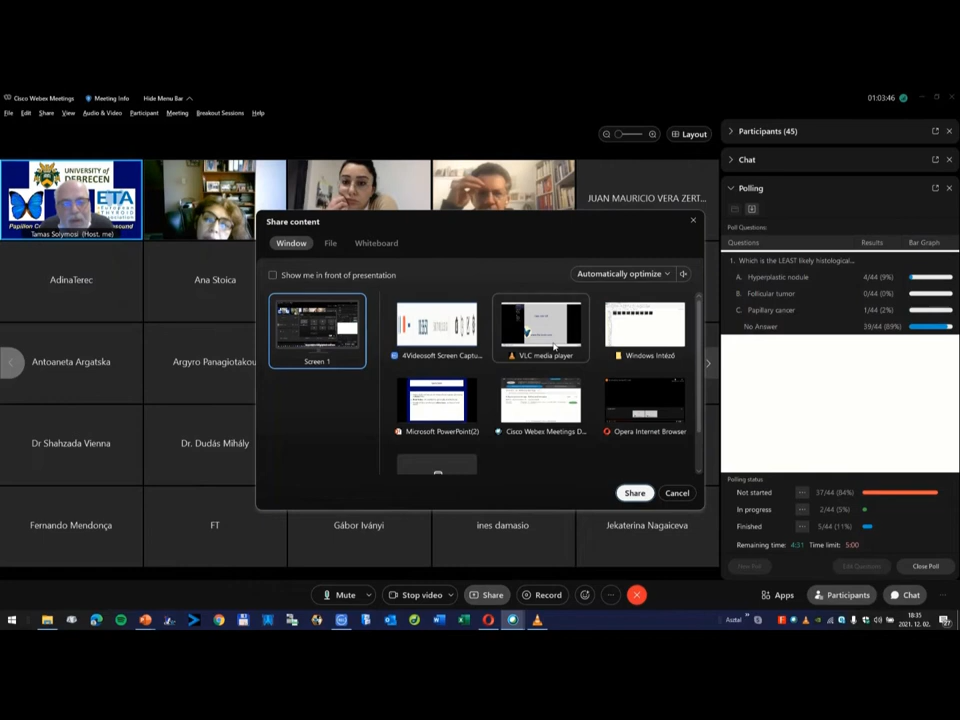 Cisco Webex Meetings Meeting Info Hide Menu Bar
01:03:46
File Edit Share View Audio & Video Participant Meeting Breakout Sessions Help
Layout
Participants (45)
Chat
Polling
Poll Questions:
Questions Results Bar Graph
1. Which is the LEAST likely histological...
A. Hyperplastic nodule 4/44 (9%)
B. Follicular tumor 0/44 (0%)
C. Papillary cancer 1/44 (2%)
No Answer 39/44 (89%)
Polling status
Not started 37/44 (84%)
In progress 2/44 (5%)
Finished 5/44 (11%)
Remaining time: 4:31 Time limit: 5:00
New Poll Edit Questions Close Poll
UNIVERSITY of
DEBRECEN
ETA
Tamas Solymosi (Host, me)
JUAN MAURICIO VERA ZERT...
AdinaTerec Ana Stoica
Antoaneta Argatska Argyro Panagiotakou
Dr Shahzada Vienna Dr. Dudás Mihály
Fernando Mendonça FT Gábor Iványi ines damasio Jekaterina Nagaiceva
Share content
Window File Whiteboard
Show me in front of presentation Automatically optimize
Screen 1
4Videosoft Screen Captu... VLC media player Windows Intéző
Microsoft PowerPoint(2) Cisco Webex Meetings D... Opera Internet Browser
Share Cancel
Mute Stop video Share Record Apps Participants Chat
Asztal
18:35
2021. 12. 02.